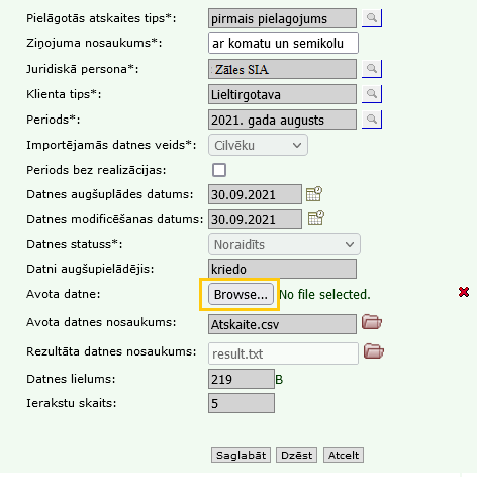 Pielāgotās atskaites tips*: pirmais pielagojums
Ziņojuma nosaukums*: ar komatu un semikolu
Juridiskā persona*: Zāles SIA
Klienta tips*: Lieltirgotava
Periods*: 2021. gada augusts
Importējamās datnes veids*: Cilvēku
Periods bez realizācijas:
Datnes augšuplādes datums: 30.09.2021
Datnes modificēšanas datums: 30.09.2021
Datnes statuss*: Noraidīts
Datni augšupielādējis: kriedo
Avota datne: Browse... No file selected.
Avota datnes nosaukums: Atskaite.csv
Rezultāta datnes nosaukums: result.txt
Datnes lielums: 219 B
Ierakstu skaits: 5
Saglabāt Dzēst Atcelt